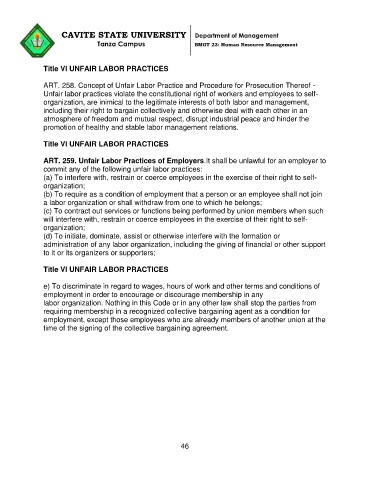 CAVITE STATE UNIVERSITY
Tanza Campus
Department of Management
BMGT 23: Human Resource Management
Title VI UNFAIR LABOR PRACTICES
ART. 258. Concept of Unfair Labor Practice and Procedure for Prosecution Thereof -
Unfair labor practices violate the constitutional right of workers and employees to self-
organization, are inimical to the legitimate interests of both labor and management,
including their right to bargain collectively and otherwise deal with each other in an
atmosphere of freedom and mutual respect, disrupt industrial peace and hinder the
promotion of healthy and stable labor management relations.
Title VI UNFAIR LABOR PRACTICES
ART. 259. Unfair Labor Practices of Employers.It shall be unlawful for an employer to
commit any of the following unfair labor practices:
(a) To interfere with, restrain or coerce employees in the exercise of their right to self-
organization;
(b) To require as a condition of employment that a person or an employee shall not join
a labor organization or shall withdraw from one to which he belongs;
(c) To contract out services or functions being performed by union members when such
will interfere with, restrain or coerce employees in the exercise of their right to self-
organization;
(d) To initiate, dominate, assist or otherwise interfere with the formation or
administration of any labor organization, including the giving of financial or other support
to it or its organizers or supporters;
Title VI UNFAIR LABOR PRACTICES
e) To discriminate in regard to wages, hours of work and other terms and conditions of
employment in order to encourage or discourage membership in any
labor organization. Nothing in this Code or in any other law shall stop the parties from
requiring membership in a recognized collective bargaining agent as a condition for
employment, except those employees who are already members of another union at the
time of the signing of the collective bargaining agreement.
46